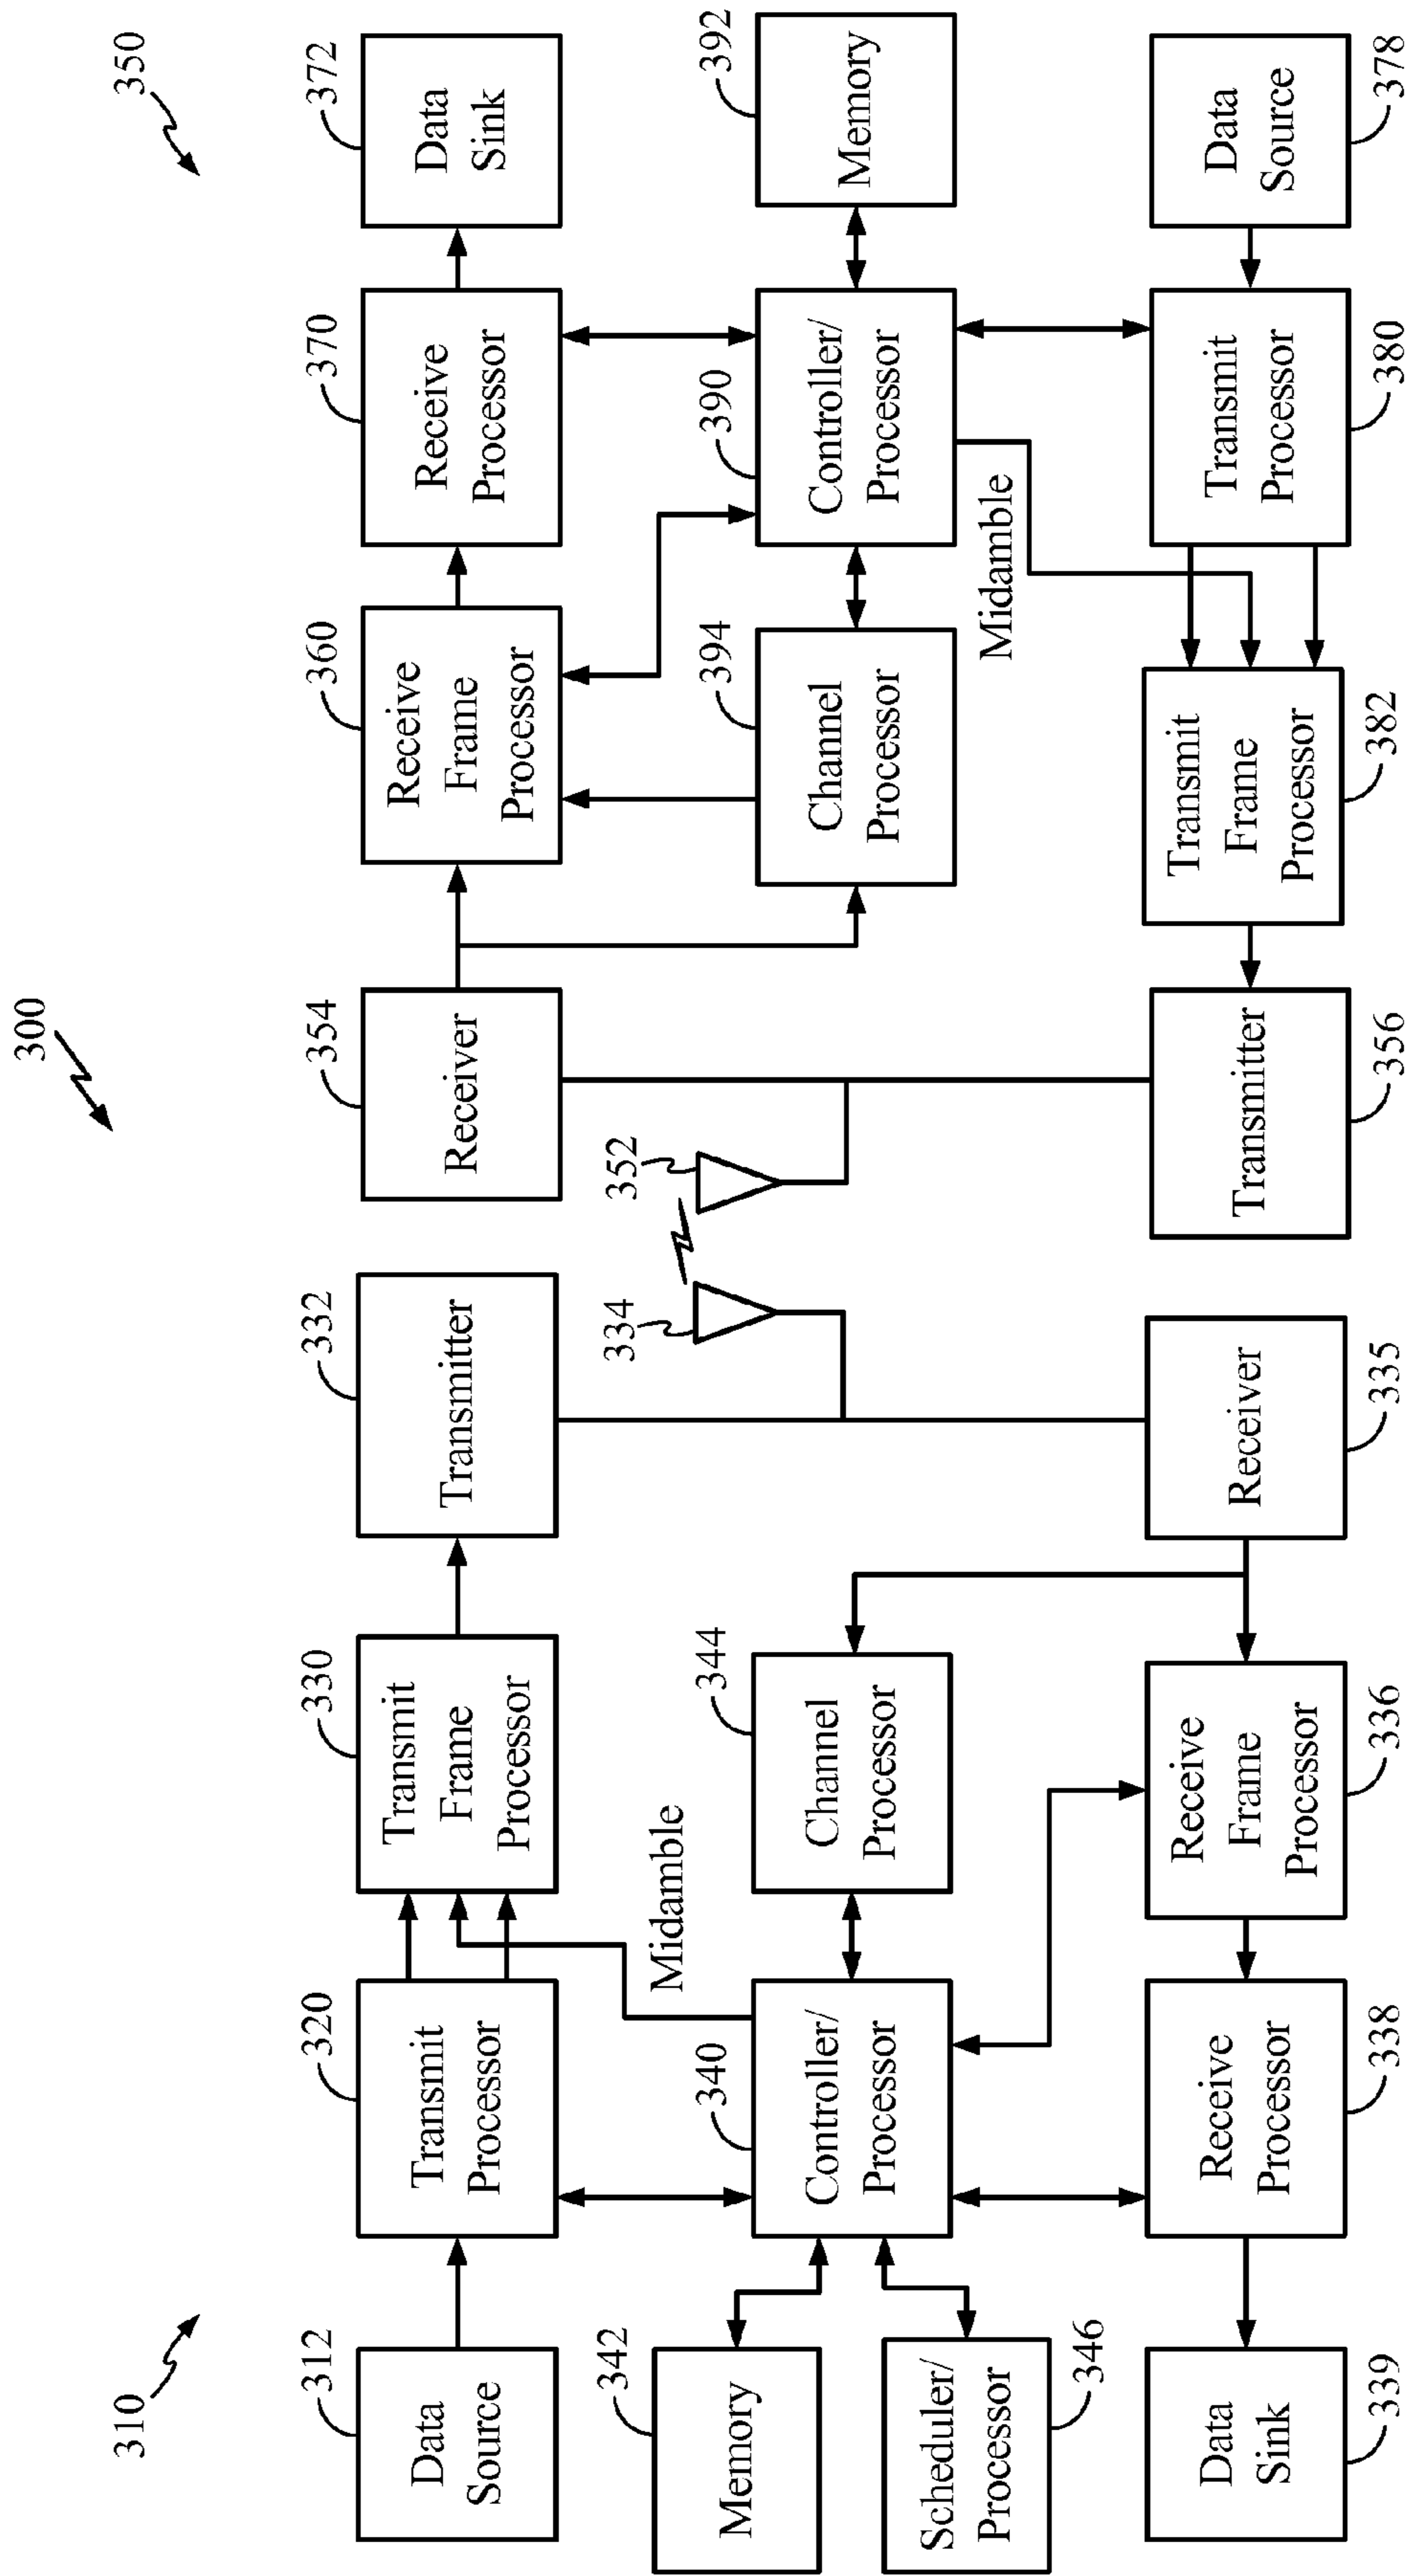 300
310
350
312
Data
Source
320
Transmit
Processor
330
Transmit
Frame
Processor
332
Transmitter
354
Receiver
360
Receive
Frame
Processor
370
Receive
Processor
372
Data
Sink
334
352
Midamble
342
Memory
340
Controller/
Processor
344
Channel
Processor
394
Channel
Processor
390
Controller/
Processor
392
Memory
Midamble
Scheduler/
Processor
346
Data
Sink
339
Receive
Processor
338
Receive
Frame
Processor
336
Receiver
335
Transmitter
356
Transmit
Frame
Processor
382
Transmit
Processor
380
Data
Source
378